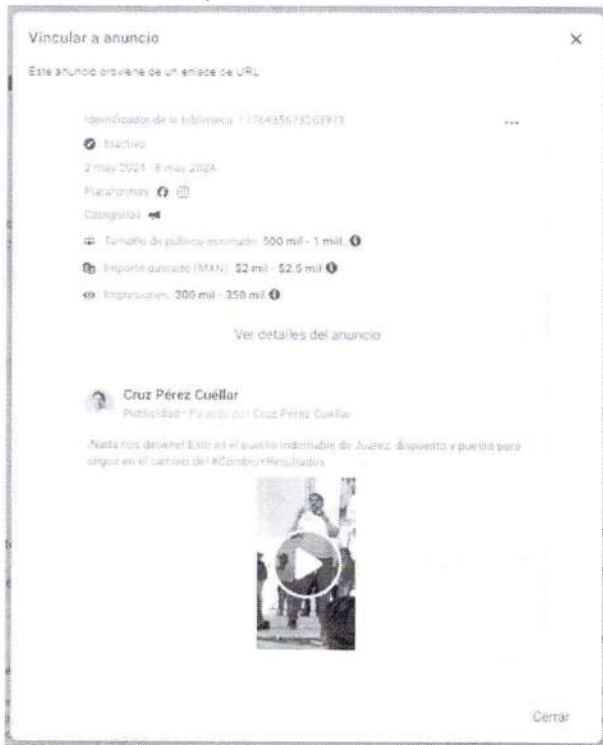 Vincular a anuncio
Este anuncio proviene de un enlace de URL
Identificador de la biblioteca:
Inactivo
2 may 2024 - 8 may 2024
Plataformas
Categorías
Tamaño de público estimado: 500 mil - 1 mill.
Importe gastado (MXN): $2 mil - $2.5 mil
Impresiones: 300 mil - 350 mil
Ver detalles del anuncio
Cruz Pérez Cuéllar
Publicidad • Pagado por Cruz Pérez Cuéllar
¡Nada nos detiene! Este es el pueblo indomable de Juárez, dispuesto y puesto para
seguir en el camino del #Cambio+Resultados
Cerrar